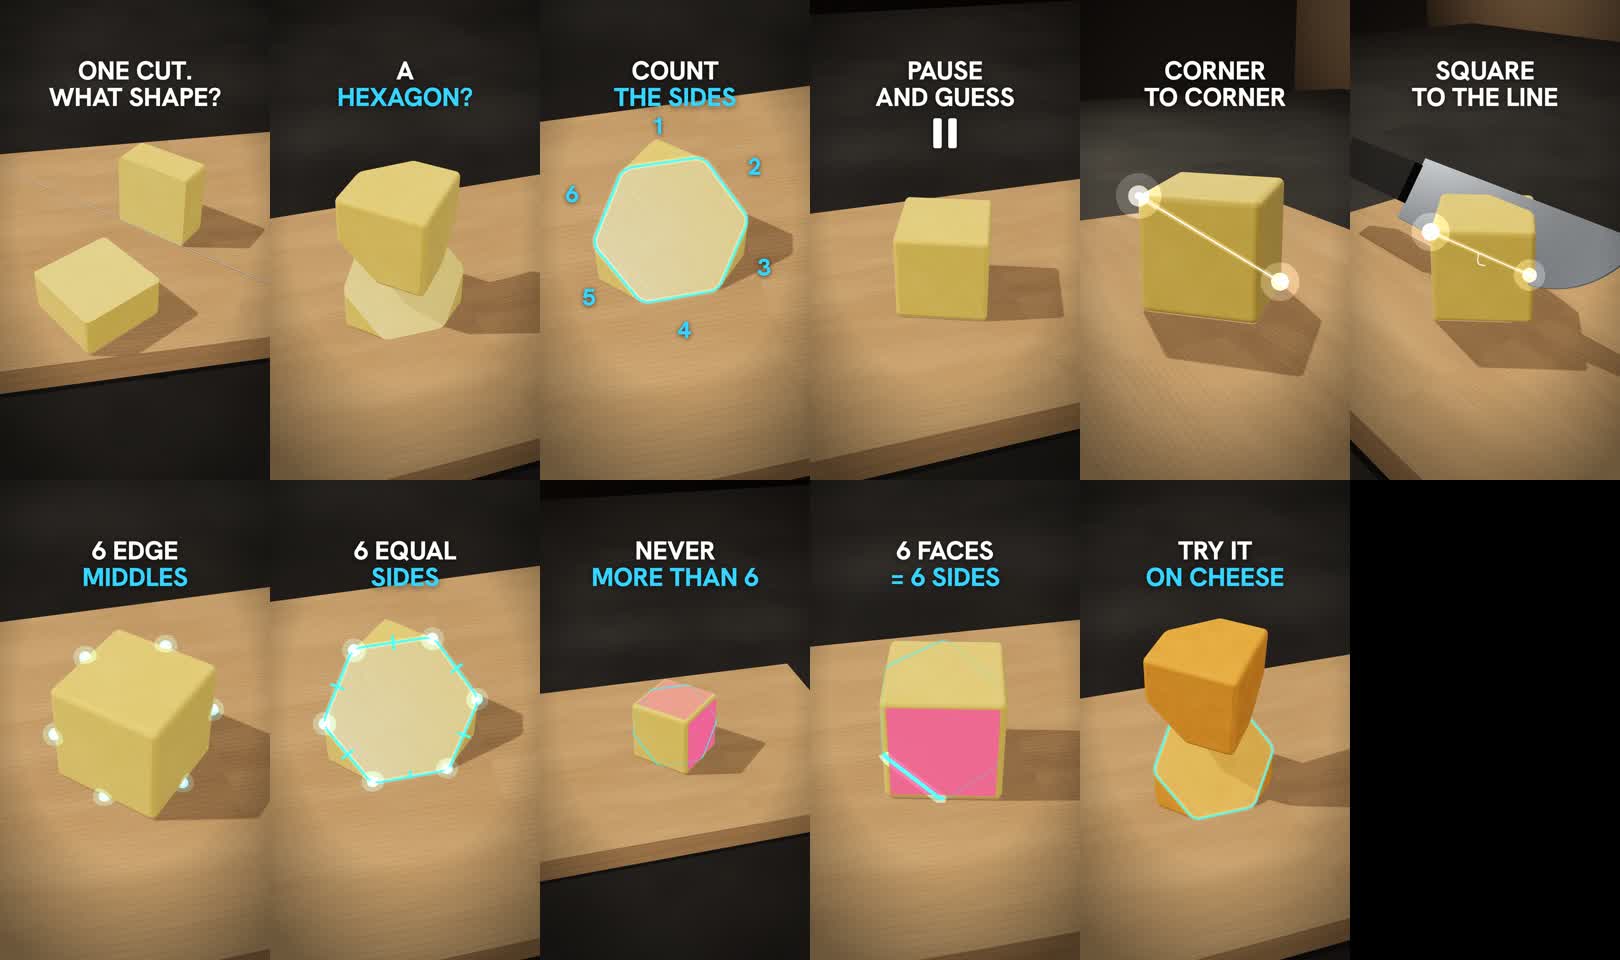 ONE CUT.
WHAT SHAPE?
A
HEXAGON?
COUNT
THE SIDES
1
2
3
4
5
6
PAUSE
AND GUESS
CORNER
TO CORNER
SQUARE
TO THE LINE
6 EDGE
MIDDLES
6 EQUAL
SIDES
NEVER
MORE THAN 6
6 FACES
= 6 SIDES
TRY IT
ON CHEESE